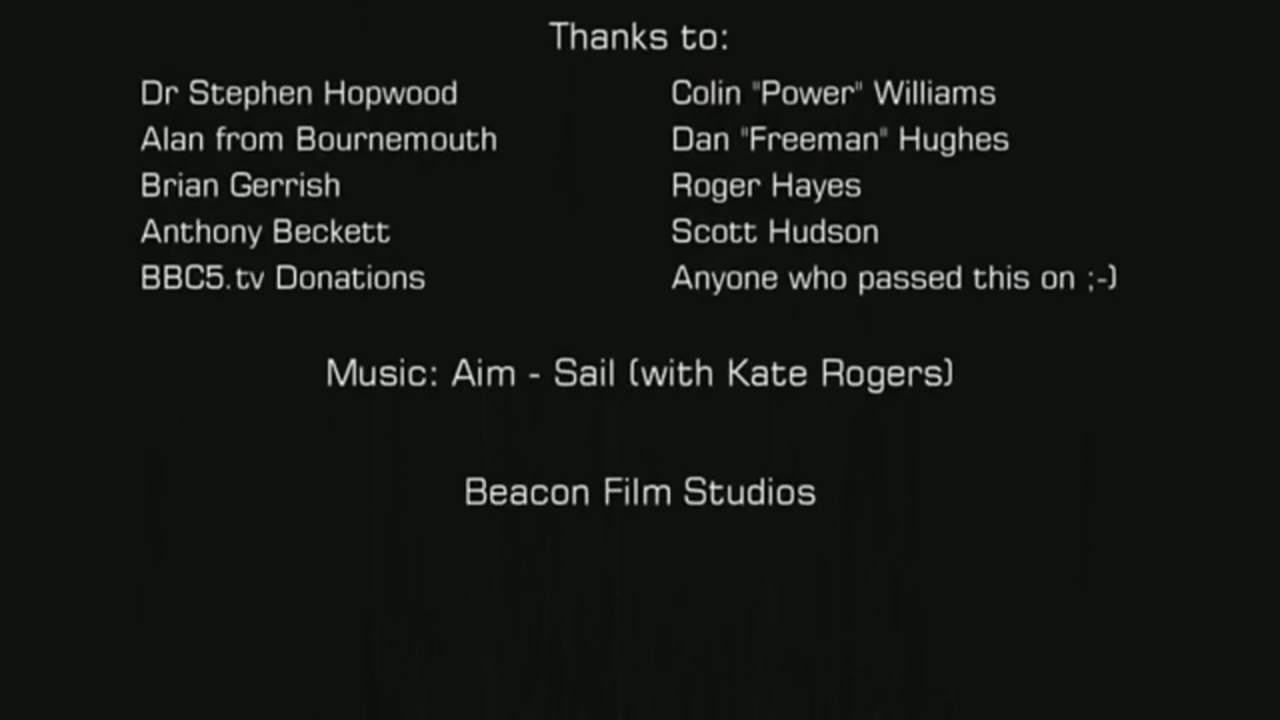 Thanks to:
Dr Stephen Hopwood
Alan from Bournemouth
Brian Gerrish
Anthony Beckett
BBC5.tv Donations
Colin "Power" Williams
Dan "Freeman" Hughes
Roger Hayes
Scott Hudson
Anyone who passed this on ;-)
Music: Aim - Sail (with Kate Rogers)
Beacon Film Studios